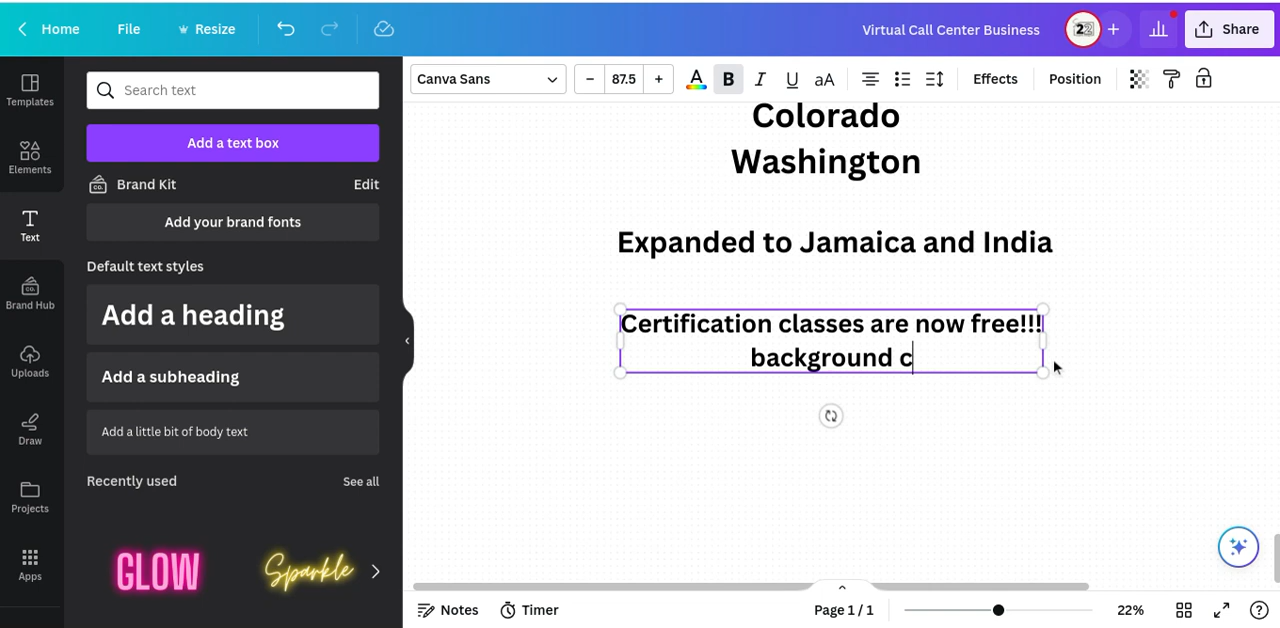 Home File Resize Virtual Call Center Business + Share
Search text
Add a text box
CO. Brand Kit Edit
Add your brand fonts
Default text styles
Add a heading
Add a subheading
Add a little bit of body text
Recently used See all
GLOW Sparkle
Templates
Elements
Text
CO.
Brand Hub
Uploads
Draw
Projects
Apps
Canva Sans – 87.5 + A B I U aA Effects Position
Colorado
Washington
Expanded to Jamaica and India
Certification classes are now free!!!
background c
Notes Timer Page 1 / 1 22% ?